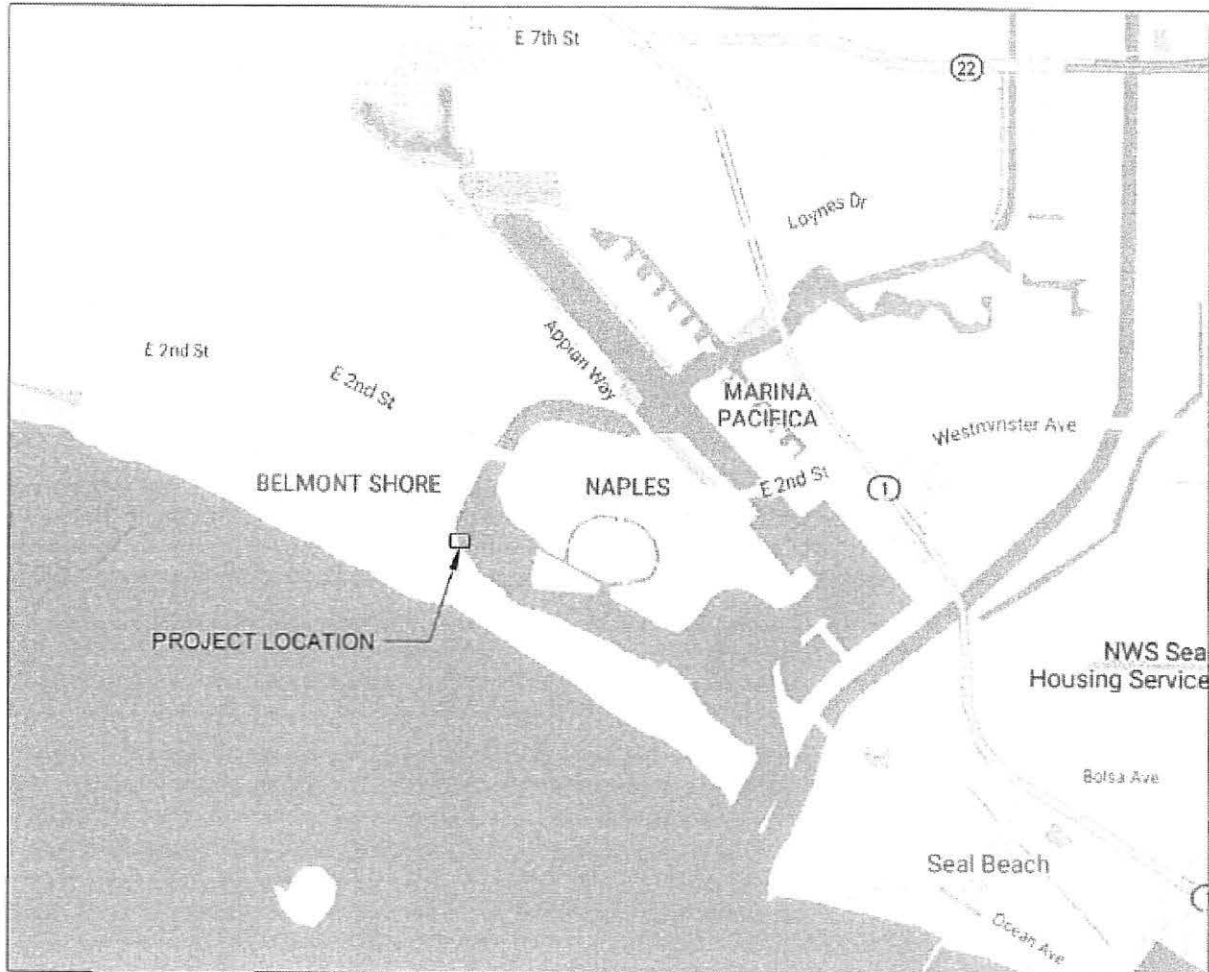 E 7th St
22
Loynes Dr
Appian Way
E 2nd St
E 2nd St
MARINA
PACIFICA
Westminster Ave
BELMONT SHORE
NAPLES
E 2nd St
1
PROJECT LOCATION
NWS Sea
Housing Service
Bolsa Ave
Seal Beach
Ocean Ave